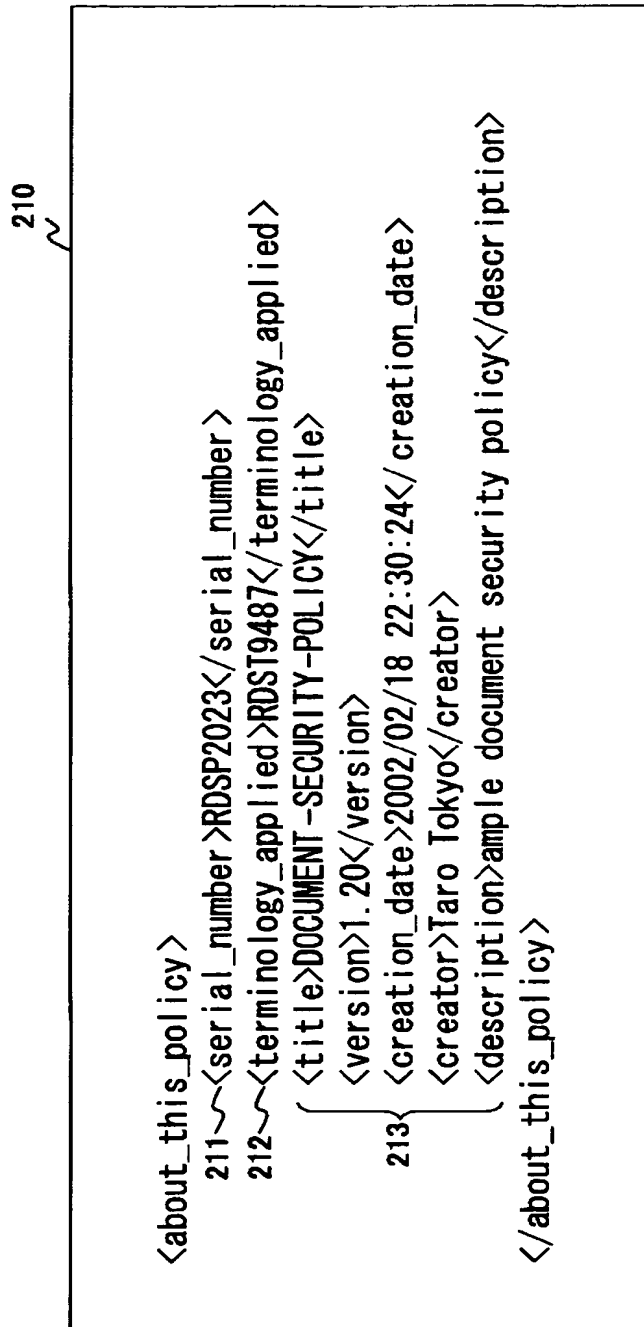 210
<about_this_policy>
211 <serial_number>RDSP2023</serial_number>
212 <terminology_applied>RDST9487</terminology_applied>
<title>DOCUMENT-SECURITY-POLICY</title>
<version>1.20</version>
<creation_date>2002/02/18 22:30:24</creation_date>
213
<creator>Taro Tokyo</creator>
<description>ample document security policy</description>
</about_this_policy>